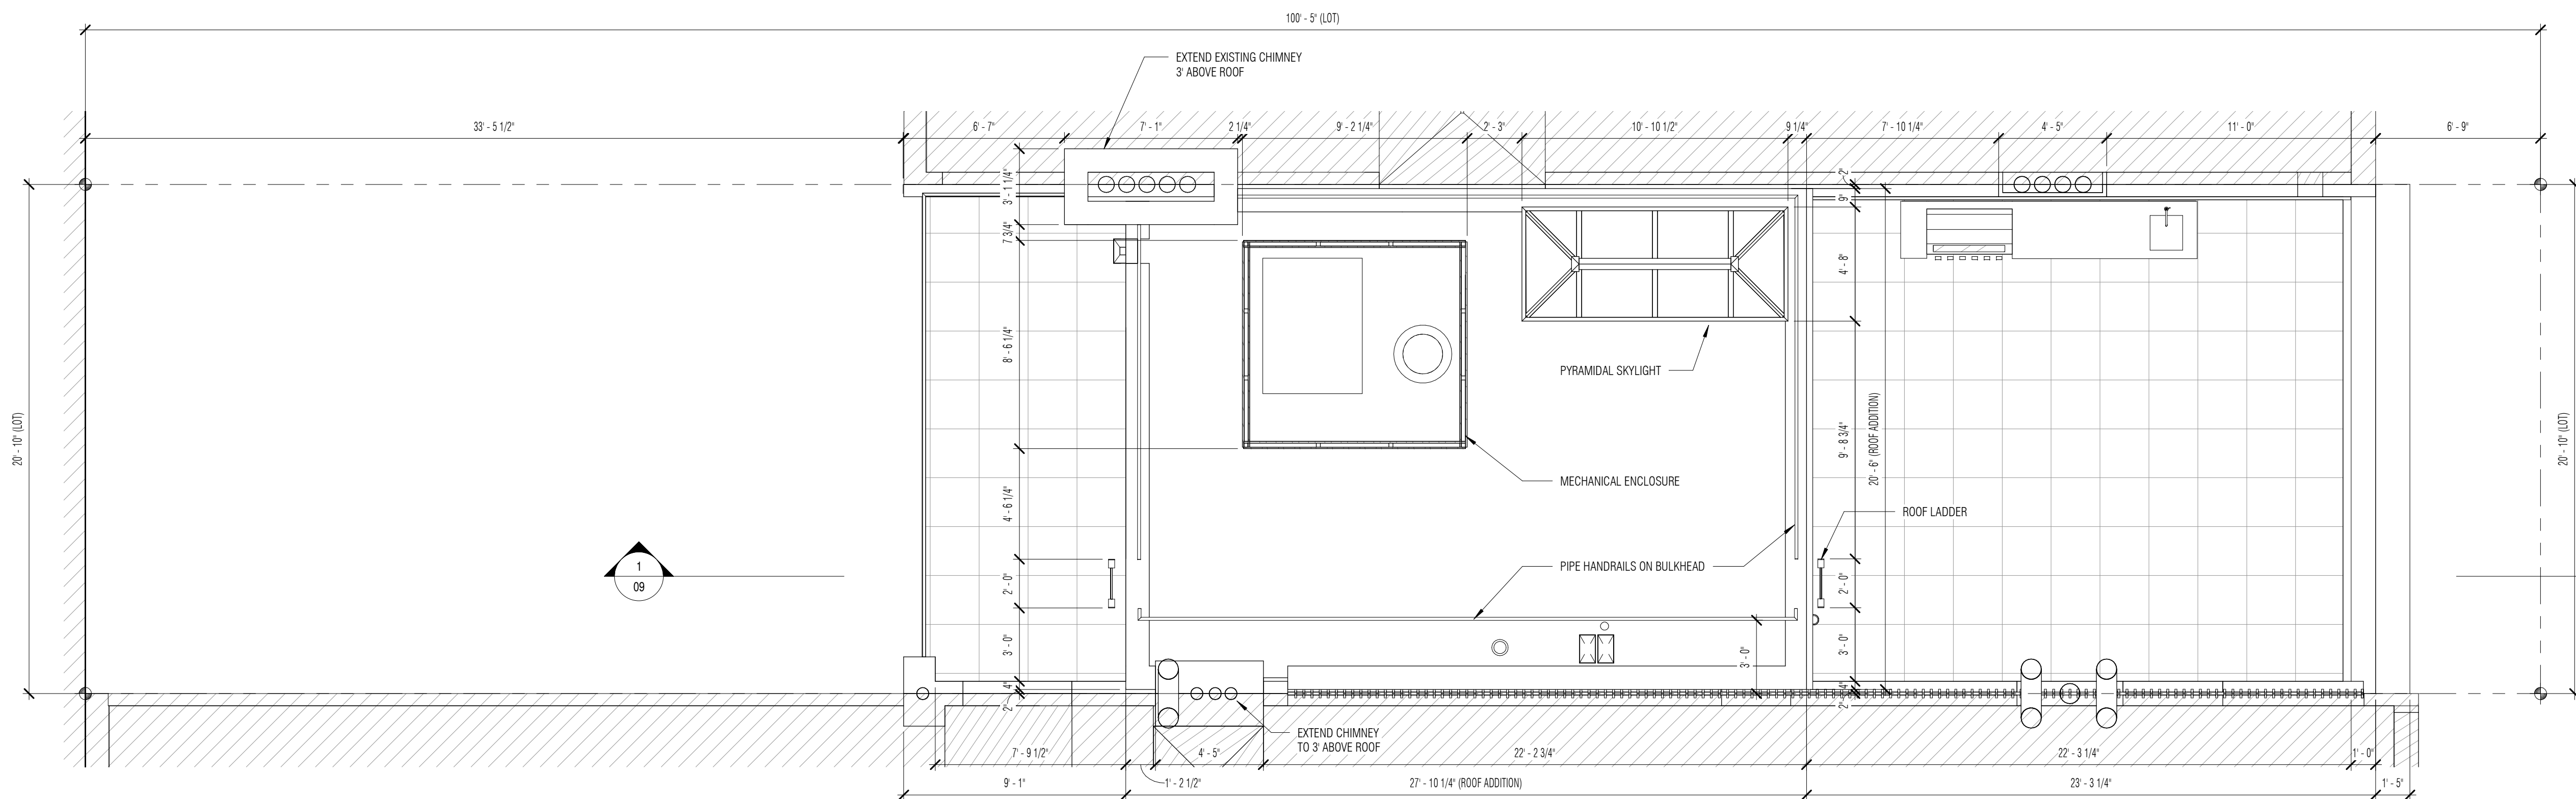 100' - 5" (LOT)
EXTEND EXISTING CHIMNEY
3' ABOVE ROOF
33' - 5 1/2"
6' - 7"
7' - 1"
2 1/4"
9' - 2 1/4"
2' - 3"
10' - 10 1/2"
9 1/4"
7' - 10 1/4"
4' - 5"
11' - 0"
6' - 9"
3' - 1 1/4"
7 3/4"
8' - 6 1/4"
4' - 6 1/4"
2' - 0"
3' - 0"
4"
2"
2"
9"
4' - 8"
9' - 8 3/4"
20' - 6" (ROOF ADDITION)
2' - 0"
3' - 0"
4"
2"
3' - 0"
20' - 10" (LOT)
20' - 10" (LOT)
PYRAMIDAL SKYLIGHT
MECHANICAL ENCLOSURE
ROOF LADDER
PIPE HANDRAILS ON BULKHEAD
1
09
EXTEND CHIMNEY
TO 3' ABOVE ROOF
7' - 9 1/2"
4' - 5"
22' - 2 3/4"
22' - 3 1/4"
1' - 0"
9' - 1"
1' - 2 1/2"
27' - 10 1/4" (ROOF ADDITION)
23' - 3 1/4"
1' - 5"